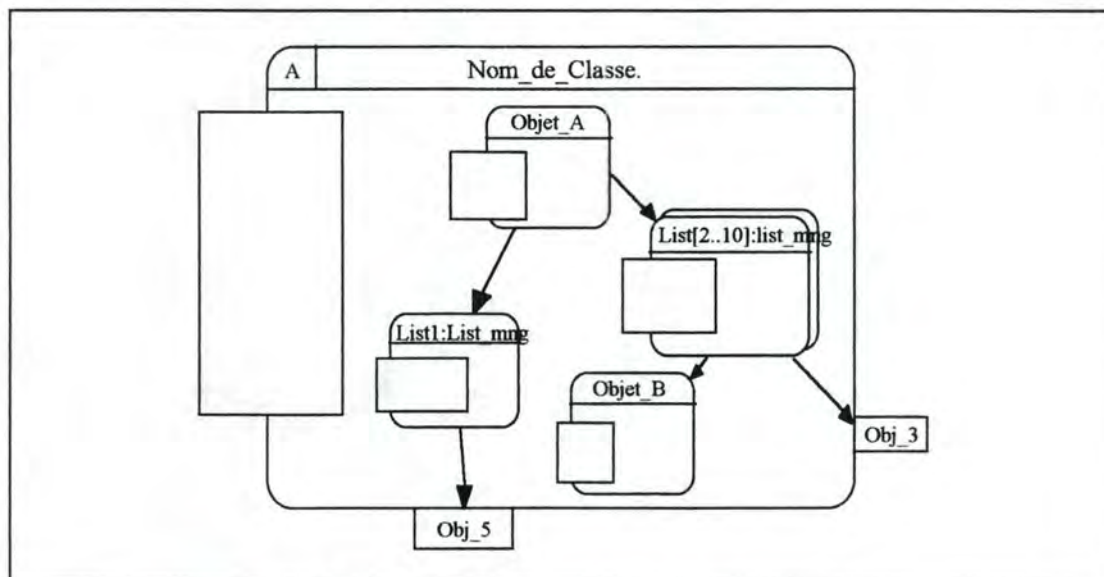 A
Nom_de_Classe.
Objet_A
List[2..10]:list_mng
List1:List_mng
Objet_B
Obj_3
Obj_5